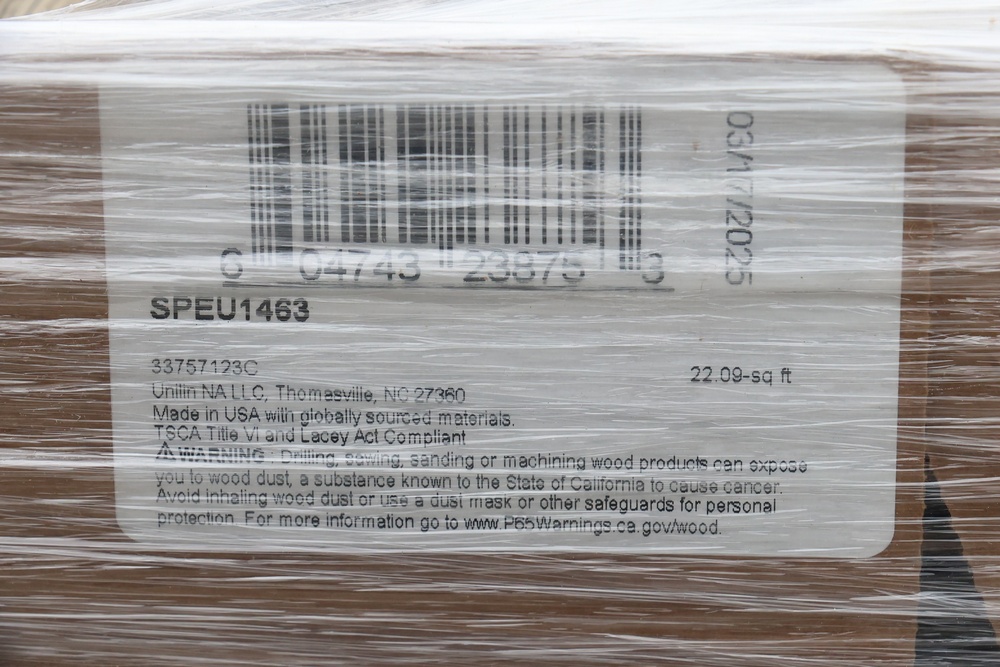 03/17/2025
6 04743 23875 3
SPEU1463
33757123C
22.09-sq ft
Unilin NA LLC, Thomasville, NC 27360
Made in USA with globally sourced materials.
TSCA Title VI and Lacey Act Compliant
⚠WARNING: Drilling, sawing, sanding or machining wood products can expose
you to wood dust, a substance known to the State of California to cause cancer.
Avoid inhaling wood dust or use a dust mask or other safeguards for personal
protection. For more information go to www.P65Warnings.ca.gov/wood.